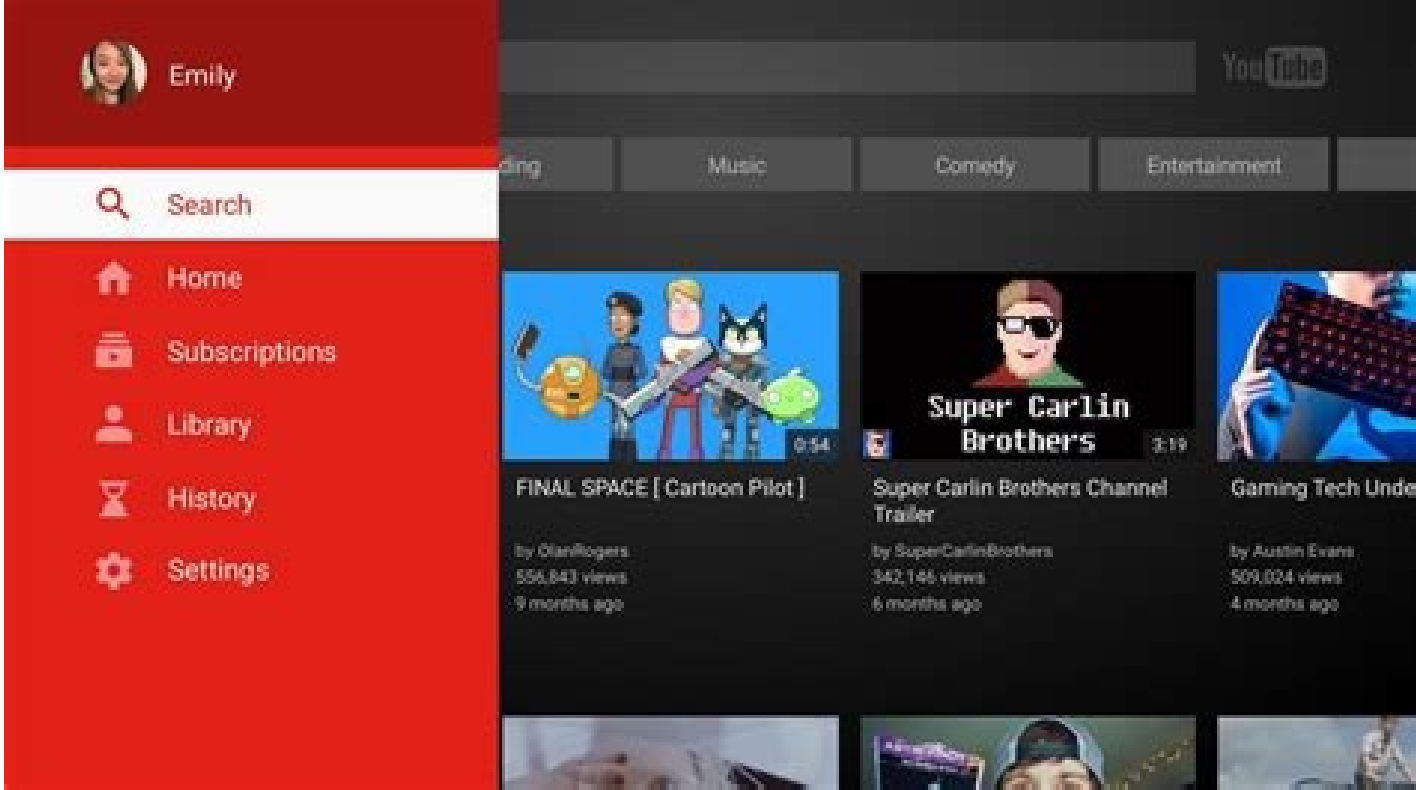 Emily
YouTube
ding
Music
Comedy
Entertainment
Search
Home
Subscriptions
Library
History
Settings
0:54
Super Carlin
Brothers
3:19
FINAL SPACE [ Cartoon Pilot ]
Super Carlin Brothers Channel
Trailer
Gaming Tech Unde
by OlanRogers
556,843 views
9 months ago
by SuperCarlinBrothers
342,146 views
6 months ago
by Austin Evans
509,024 views
4 months ago